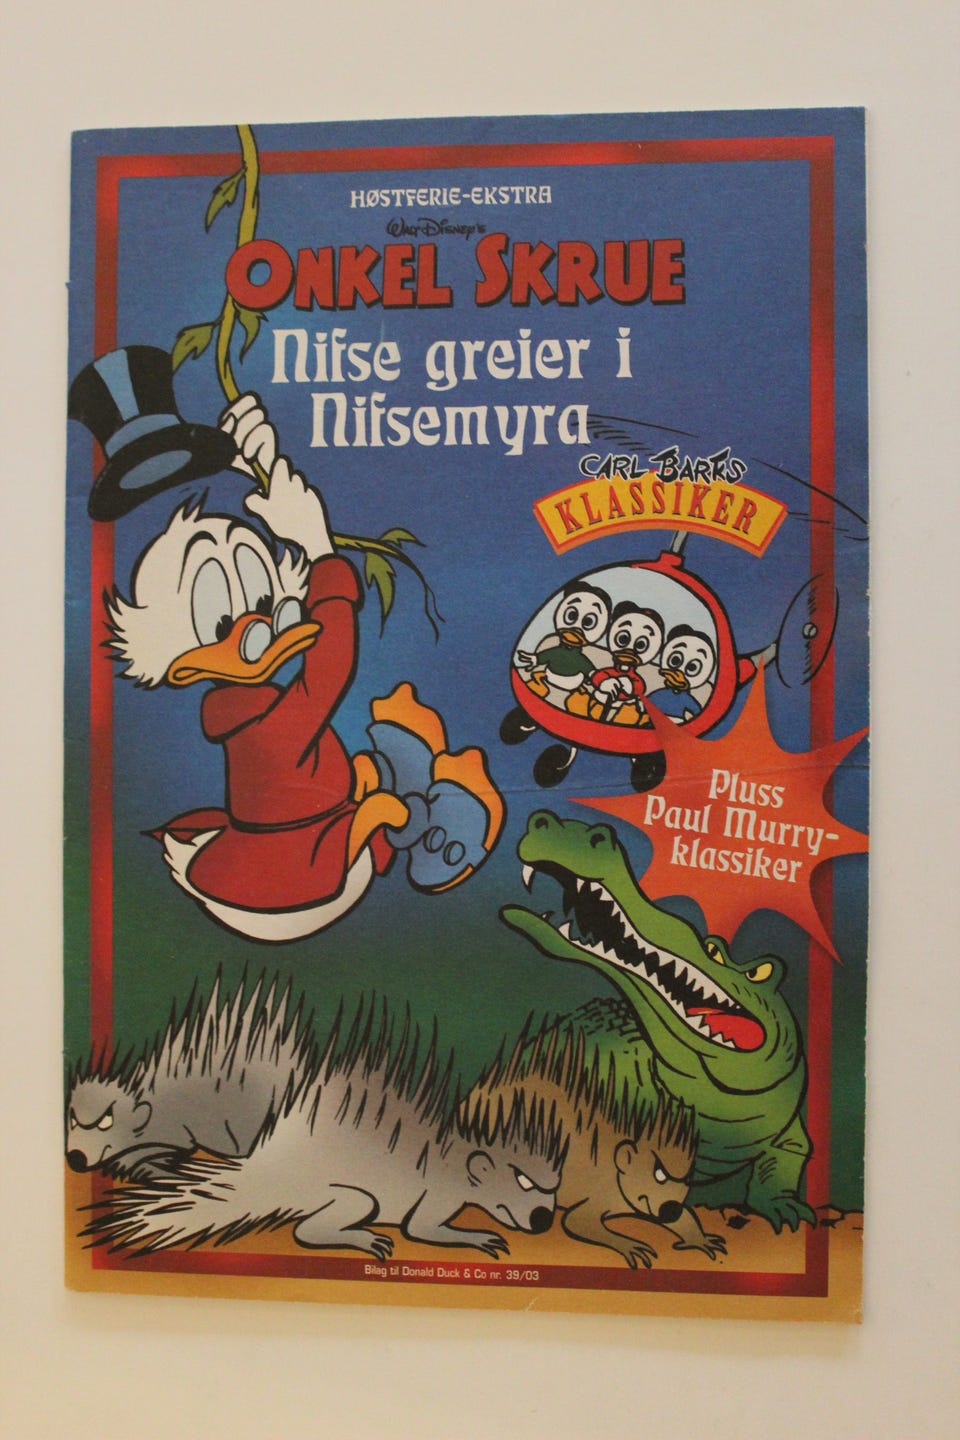 HØSTFERIE-EKSTRA
WALT DISNEY'S
ONKEL SKRUE
Nifse greier i
Nifsemyra
CARL BARKS
KLASSIKER
Pluss
Paul Murry-
klassiker
Bilag til Donald Duck & Co nr. 39/03